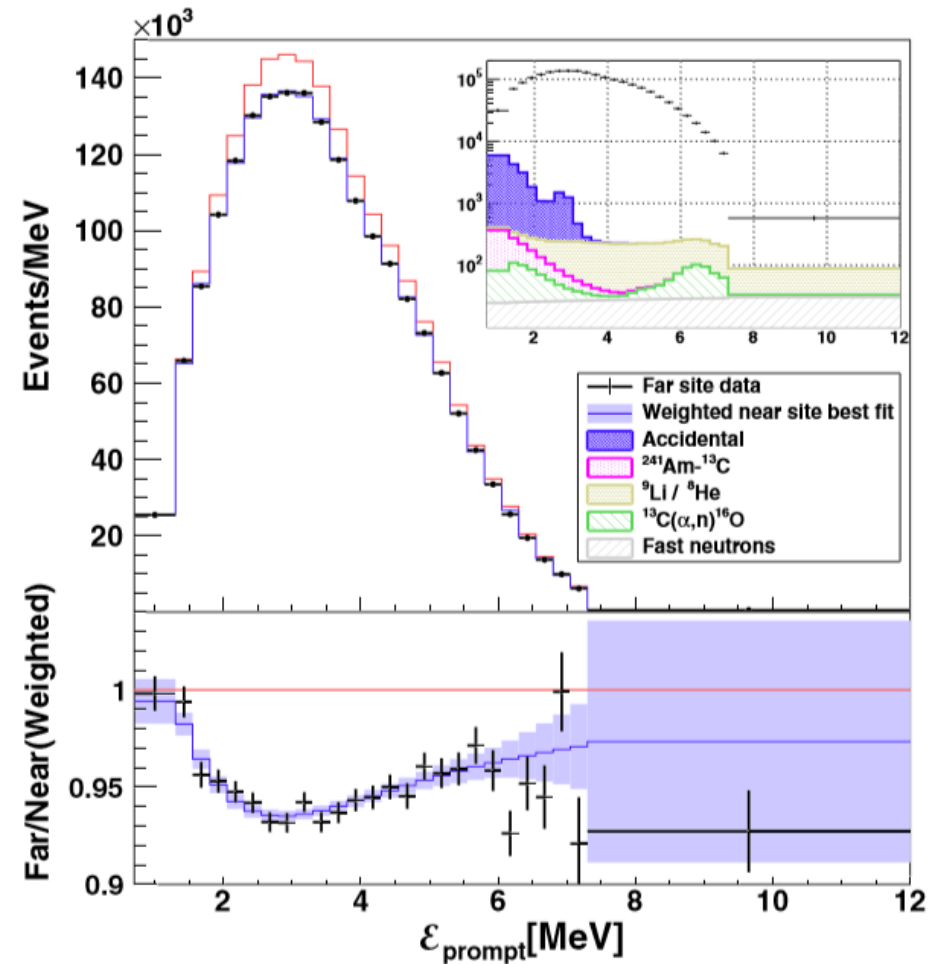 ×10³
140
120
100
80
60
40
20
Events/MeV
10⁵
10⁴
10³
10²
2 4 6 8 10 12
Far site data
Weighted near site best fit
Accidental
²⁴¹Am-¹³C
⁹Li / ⁸He
¹³C(α,n)¹⁶O
Fast neutrons
Far/Near(Weighted)
1
0.95
0.9
2 4 6 8 10 12
Ɛprompt[MeV]